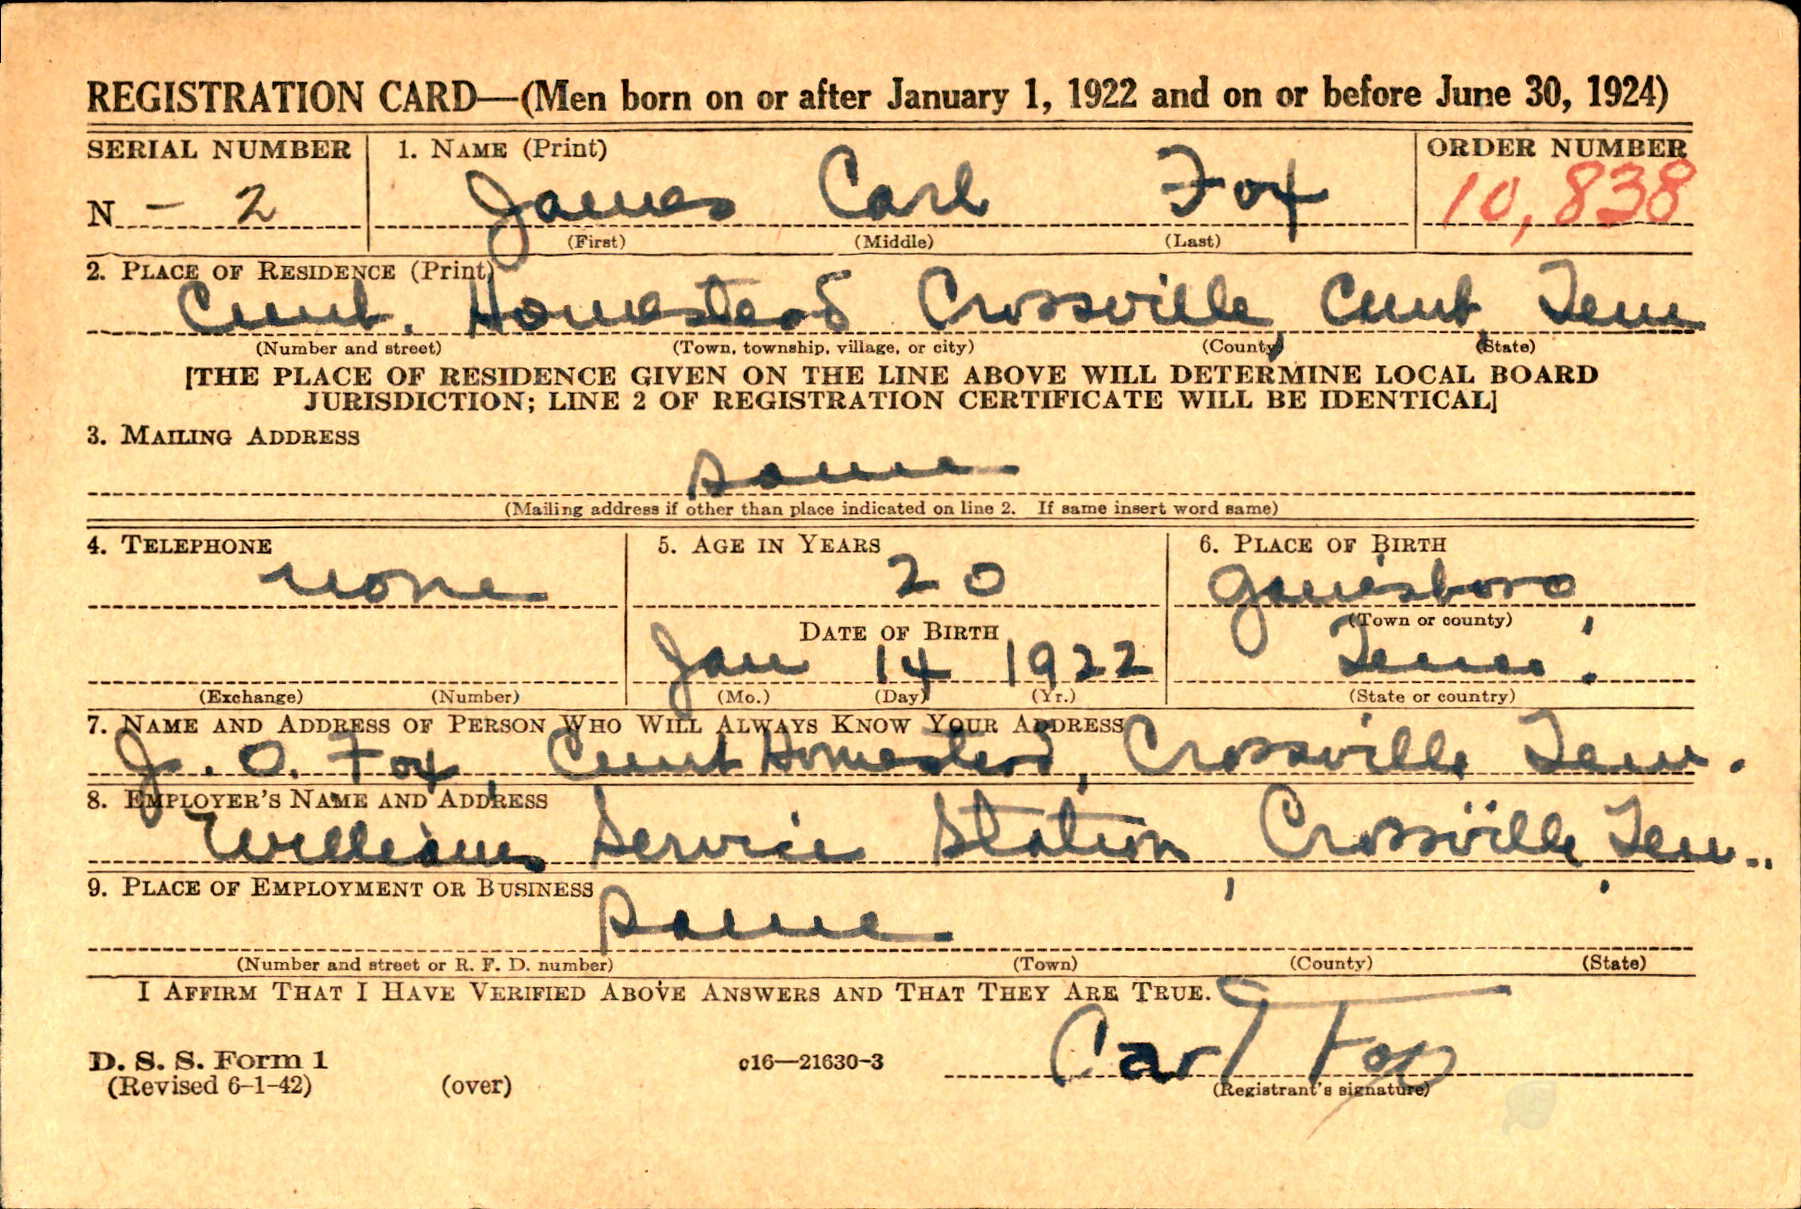 REGISTRATION CARD—(Men born on or after January 1, 1922 and on or before June 30, 1924)
SERIAL NUMBER 1. NAME (Print) ORDER NUMBER
N - 2 James Carl Fox 10,838
(First) (Middle) (Last)
2. PLACE OF RESIDENCE (Print)
Cumb. Homestead Crossville, Cumb, Tenn
(Number and street) (Town, township, village, or city) (County) (State)
[THE PLACE OF RESIDENCE GIVEN ON THE LINE ABOVE WILL DETERMINE LOCAL BOARD
JURISDICTION; LINE 2 OF REGISTRATION CERTIFICATE WILL BE IDENTICAL]
3. MAILING ADDRESS
same
(Mailing address if other than place indicated on line 2. If same insert word same)
4. TELEPHONE 5. AGE IN YEARS 6. PLACE OF BIRTH
none 20 Gainesboro,
(Town or county)
DATE OF BIRTH
Jan 14 1922 Tenn.
(Exchange) (Number) (Mo.) (Day) (Yr.) (State or country)
7. NAME AND ADDRESS OF PERSON WHO WILL ALWAYS KNOW YOUR ADDRESS
J. O. Fox, Cumb Homestead, Crossville Tenn.
8. EMPLOYER'S NAME AND ADDRESS
Williams Service Station, Crossville, Tenn..
9. PLACE OF EMPLOYMENT OR BUSINESS
same
(Number and street or R. F. D. number) (Town) (County) (State)
I AFFIRM THAT I HAVE VERIFIED ABOVE ANSWERS AND THAT THEY ARE TRUE.
D. S. S. Form 1 c16—21630-3 Carl Fox
(Revised 6-1-42) (over) (Registrant's signature)